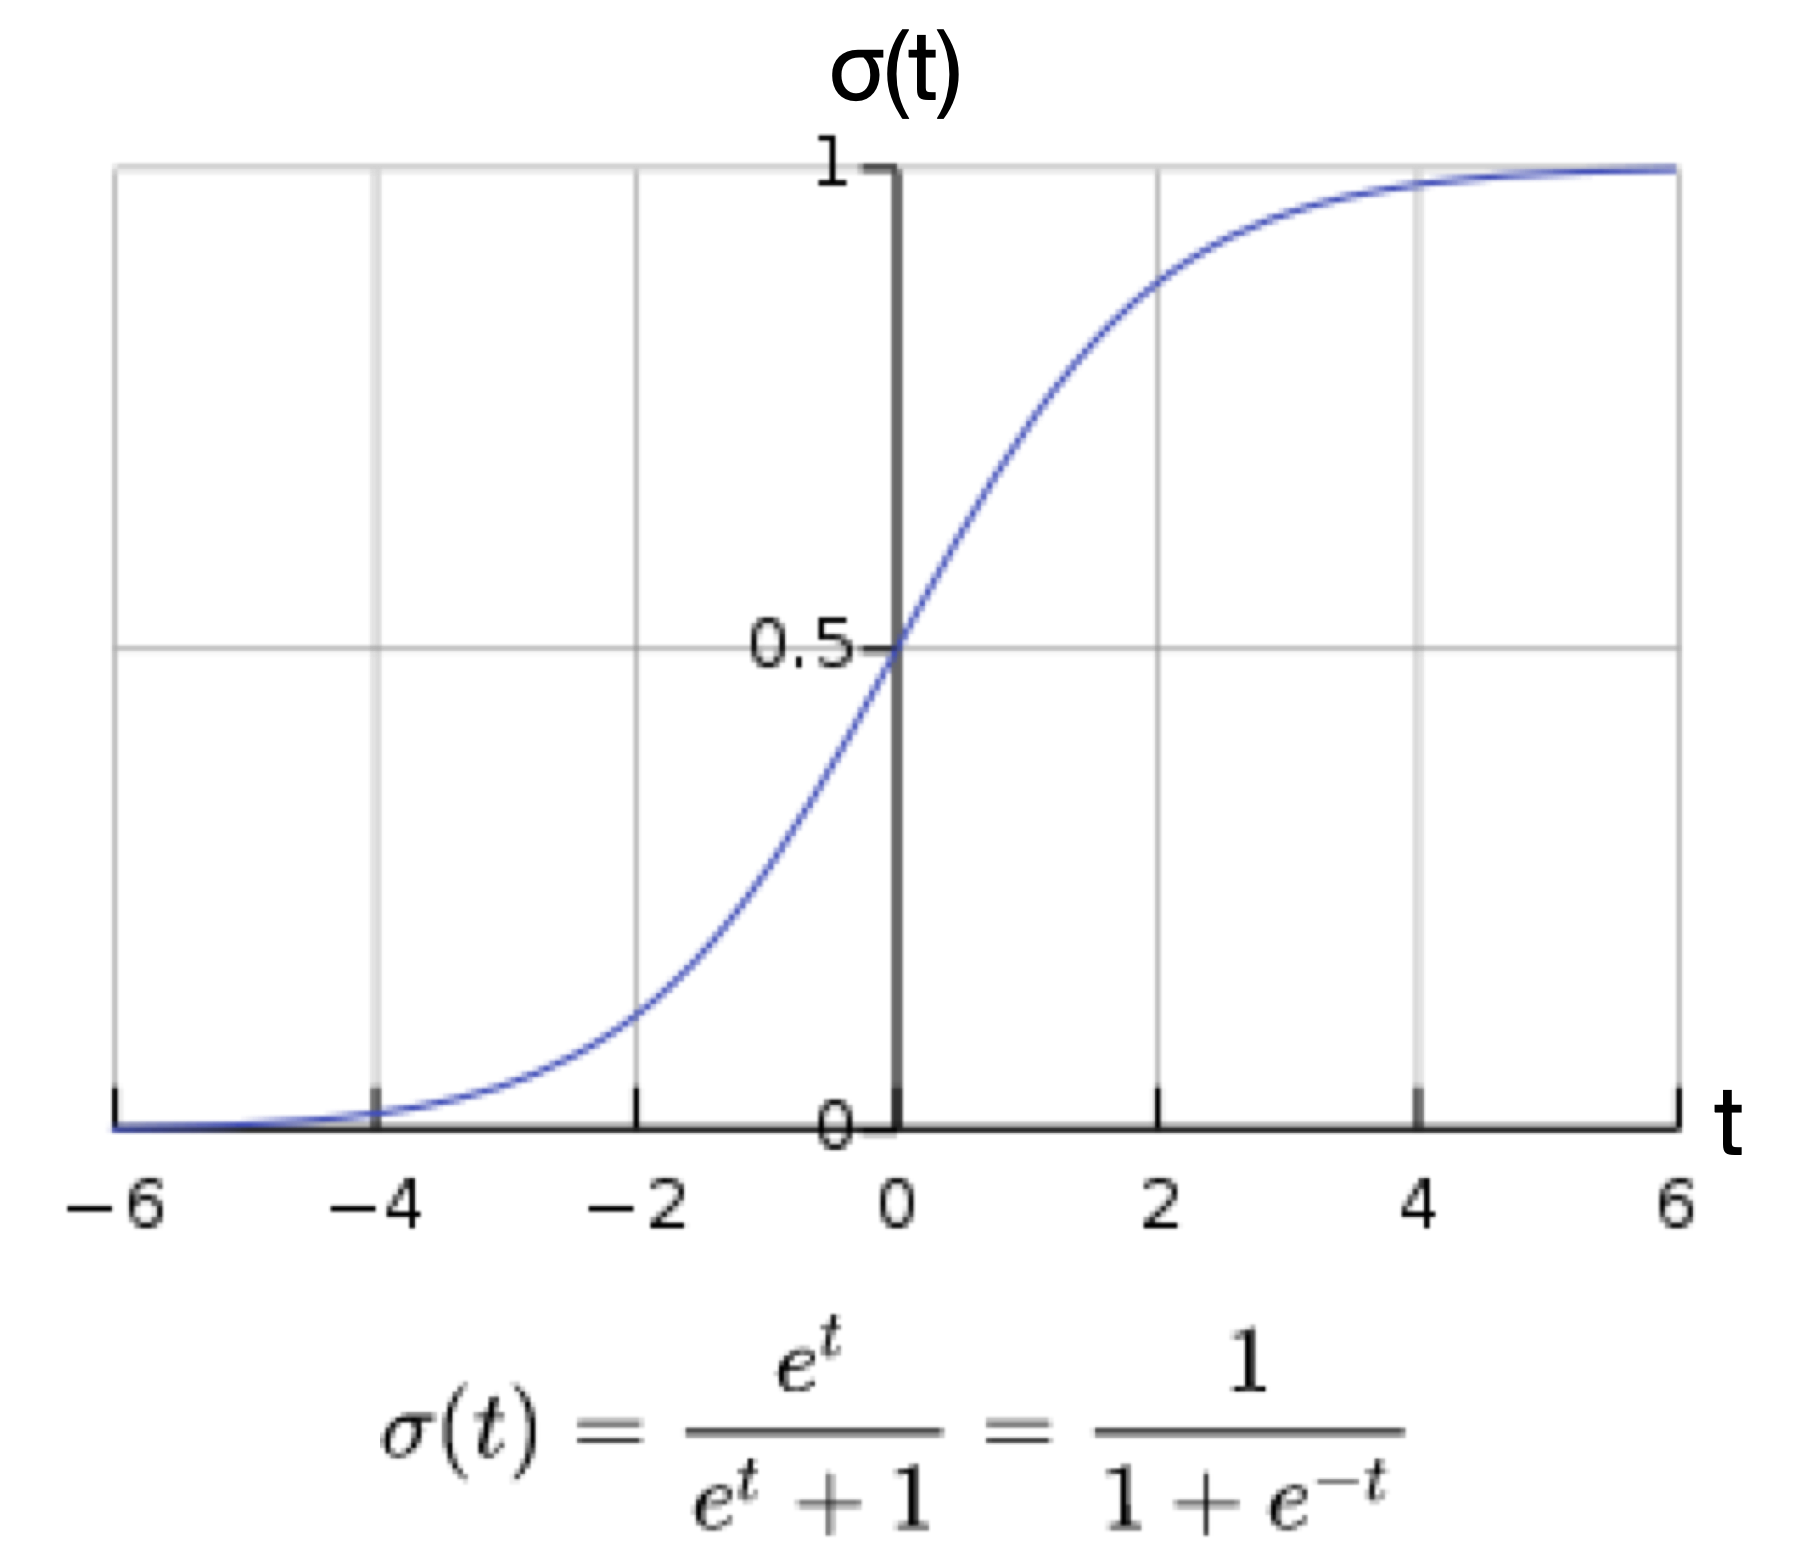 σ(t)
1
0.5
0
t
−6 −4 −2 0 2 4 6
σ(t) = e^t / (e^t + 1) = 1 / (1 + e^−t)